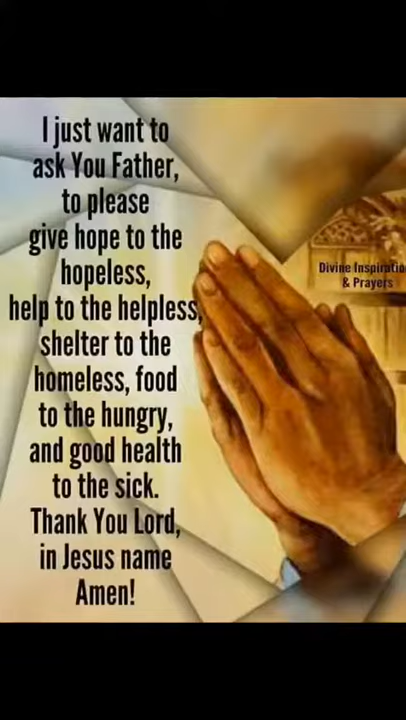 I just want to
ask You Father,
to please
give hope to the
hopeless,
help to the helpless,
shelter to the
homeless, food
to the hungry,
and good health
to the sick.
Thank You Lord,
in Jesus name
Amen!
Divine Inspiratio
& Prayers